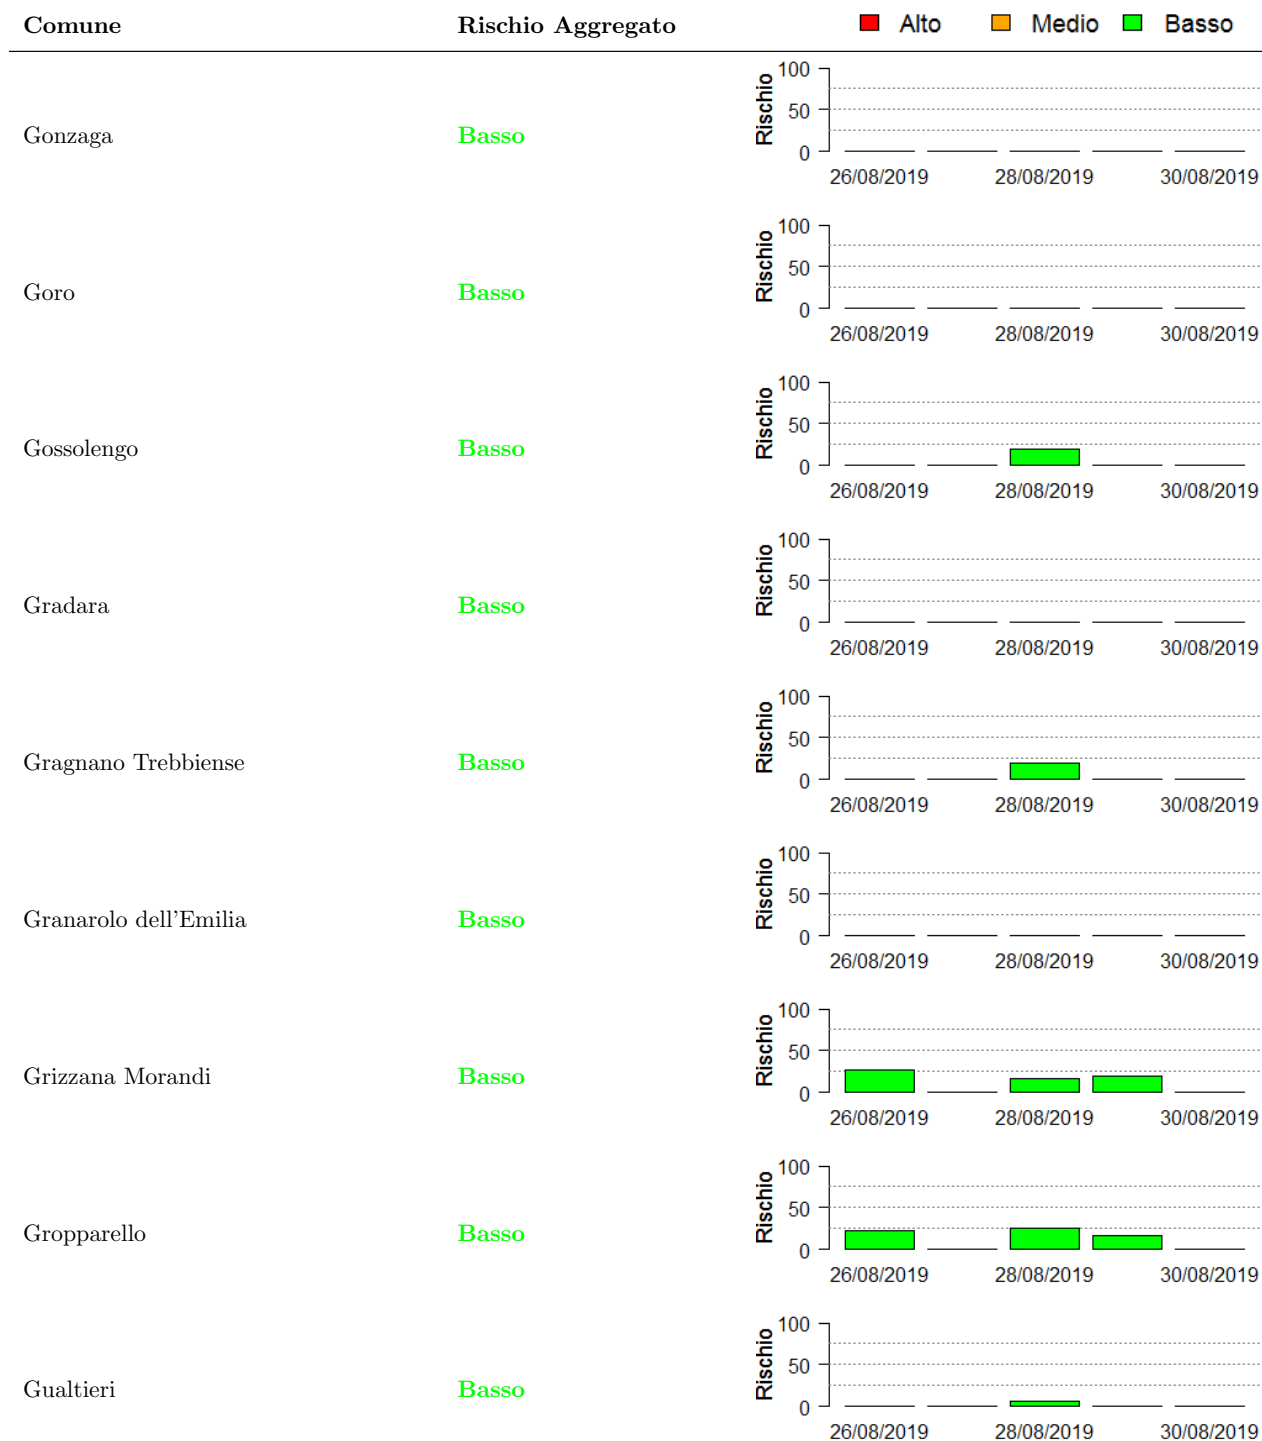 Comune Rischio Aggregato Alto Medio Basso
100
50
0
Rischio
Gonzaga Basso
26/08/2019 28/08/2019 30/08/2019
100
50
0
Rischio
Goro Basso
26/08/2019 28/08/2019 30/08/2019
100
50
0
Rischio
Gossolengo Basso
26/08/2019 28/08/2019 30/08/2019
100
50
0
Rischio
Gradara Basso
26/08/2019 28/08/2019 30/08/2019
100
50
0
Rischio
Gragnano Trebbiense Basso
26/08/2019 28/08/2019 30/08/2019
100
50
0
Rischio
Granarolo dell'Emilia Basso
26/08/2019 28/08/2019 30/08/2019
100
50
0
Rischio
Grizzana Morandi Basso
26/08/2019 28/08/2019 30/08/2019
100
50
0
Rischio
Gropparello Basso
26/08/2019 28/08/2019 30/08/2019
100
50
0
Rischio
Gualtieri Basso
26/08/2019 28/08/2019 30/08/2019